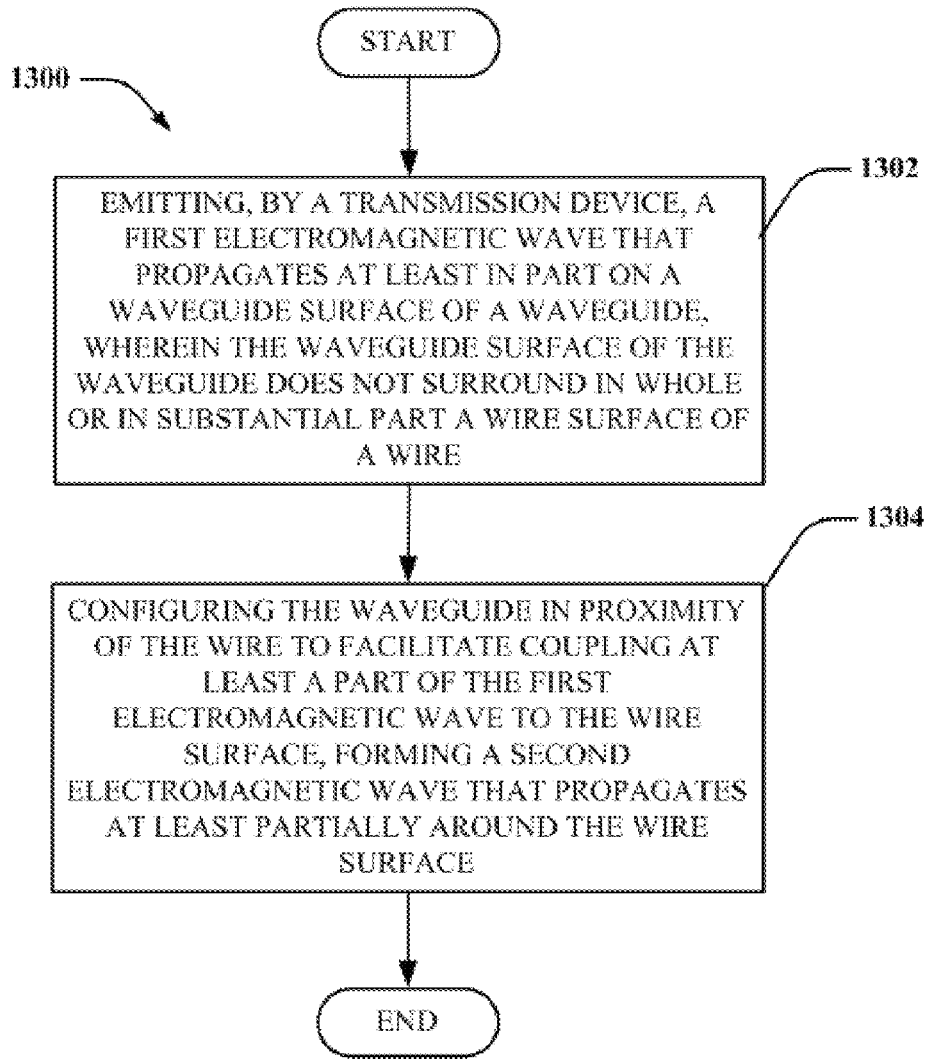 START
1300
1302
EMITTING, BY A TRANSMISSION DEVICE, A
FIRST ELECTROMAGNETIC WAVE THAT
PROPAGATES AT LEAST IN PART ON A
WAVEGUIDE SURFACE OF A WAVEGUIDE,
WHEREIN THE WAVEGUIDE SURFACE OF THE
WAVEGUIDE DOES NOT SURROUND IN WHOLE
OR IN SUBSTANTIAL PART A WIRE SURFACE OF
A WIRE
1304
CONFIGURING THE WAVEGUIDE IN PROXIMITY
OF THE WIRE TO FACILITATE COUPLING AT
LEAST A PART OF THE FIRST
ELECTROMAGNETIC WAVE TO THE WIRE
SURFACE, FORMING A SECOND
ELECTROMAGNETIC WAVE THAT PROPAGATES
AT LEAST PARTIALLY AROUND THE WIRE
SURFACE
END